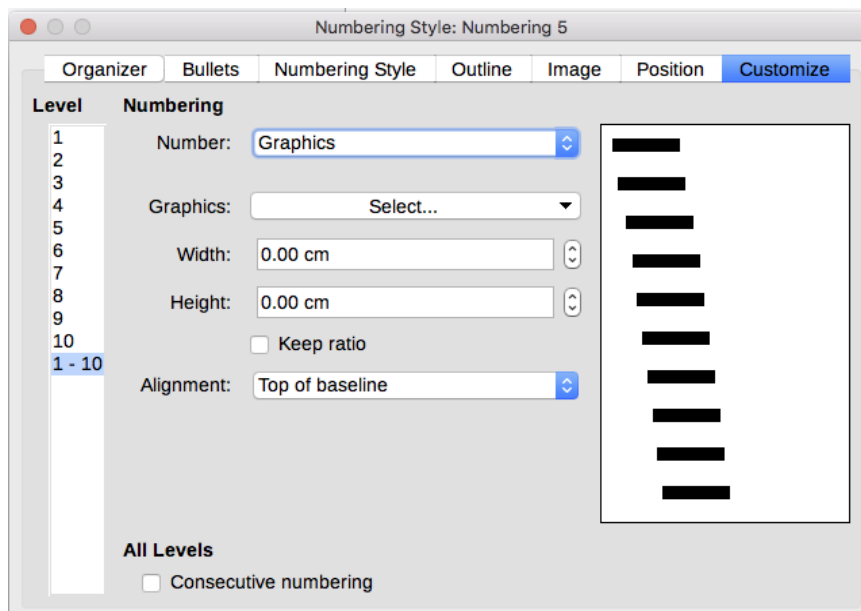 Numbering Style: Numbering 5
Organizer Bullets Numbering Style Outline Image Position Customize
Level Numbering
1
2
3
4
5
6
7
8
9
10
1 - 10
Number: Graphics
Graphics: Select...
Width: 0.00 cm
Height: 0.00 cm
Keep ratio
Alignment: Top of baseline
All Levels
Consecutive numbering